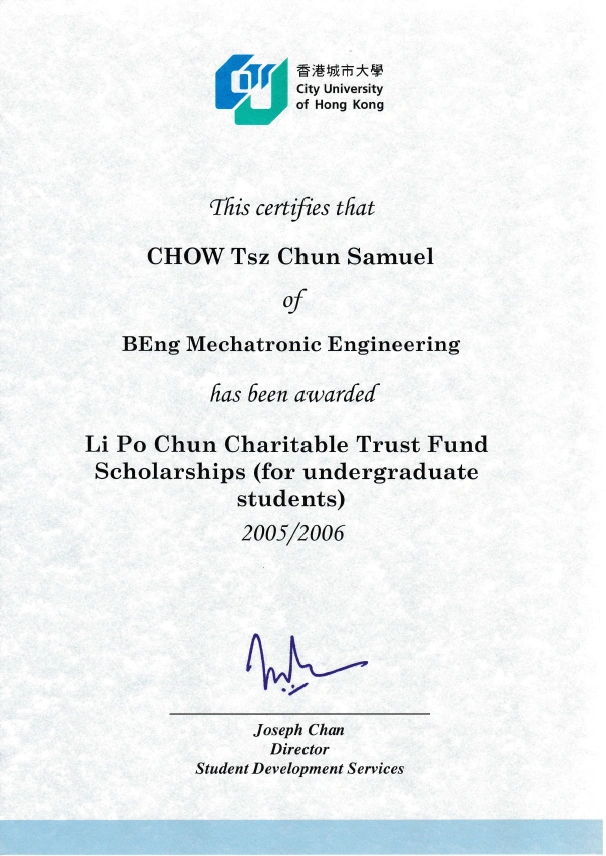 香港城市大學
City University
of Hong Kong
This certifies that
CHOW Tsz Chun Samuel
of
BEng Mechatronic Engineering
has been awarded
Li Po Chun Charitable Trust Fund
Scholarships (for undergraduate
students)
2005/2006
Joseph Chan
Director
Student Development Services